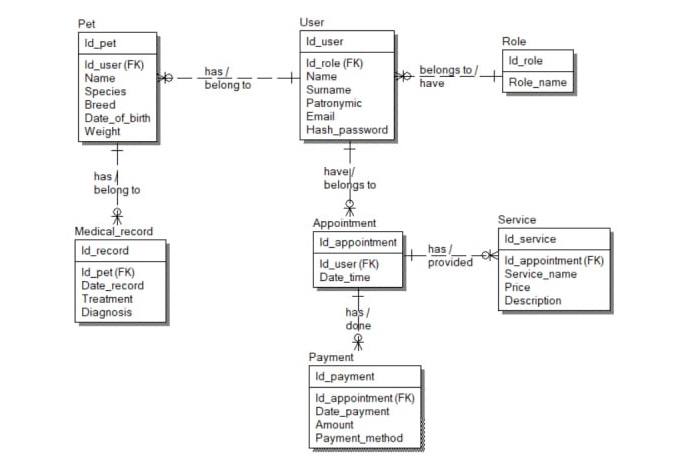 Pet
Id_pet
Id_user (FK)
Name
Species
Breed
Date_of_birth
Weight
has /
belong to
User
Id_user
Id_role (FK)
Name
Surname
Patronymic
Email
Hash_password
belongs to /
have
Role
Id_role
Role_name
has /
belong to
have /
belongs to
Medical_record
Id_record
Id_pet (FK)
Date_record
Treatment
Diagnosis
Appointment
Id_appointment
Id_user (FK)
Date_time
has /
provided
Service
Id_service
Id_appointment (FK)
Service_name
Price
Description
has /
done
Payment
Id_payment
Id_appointment (FK)
Date_payment
Amount
Payment_method